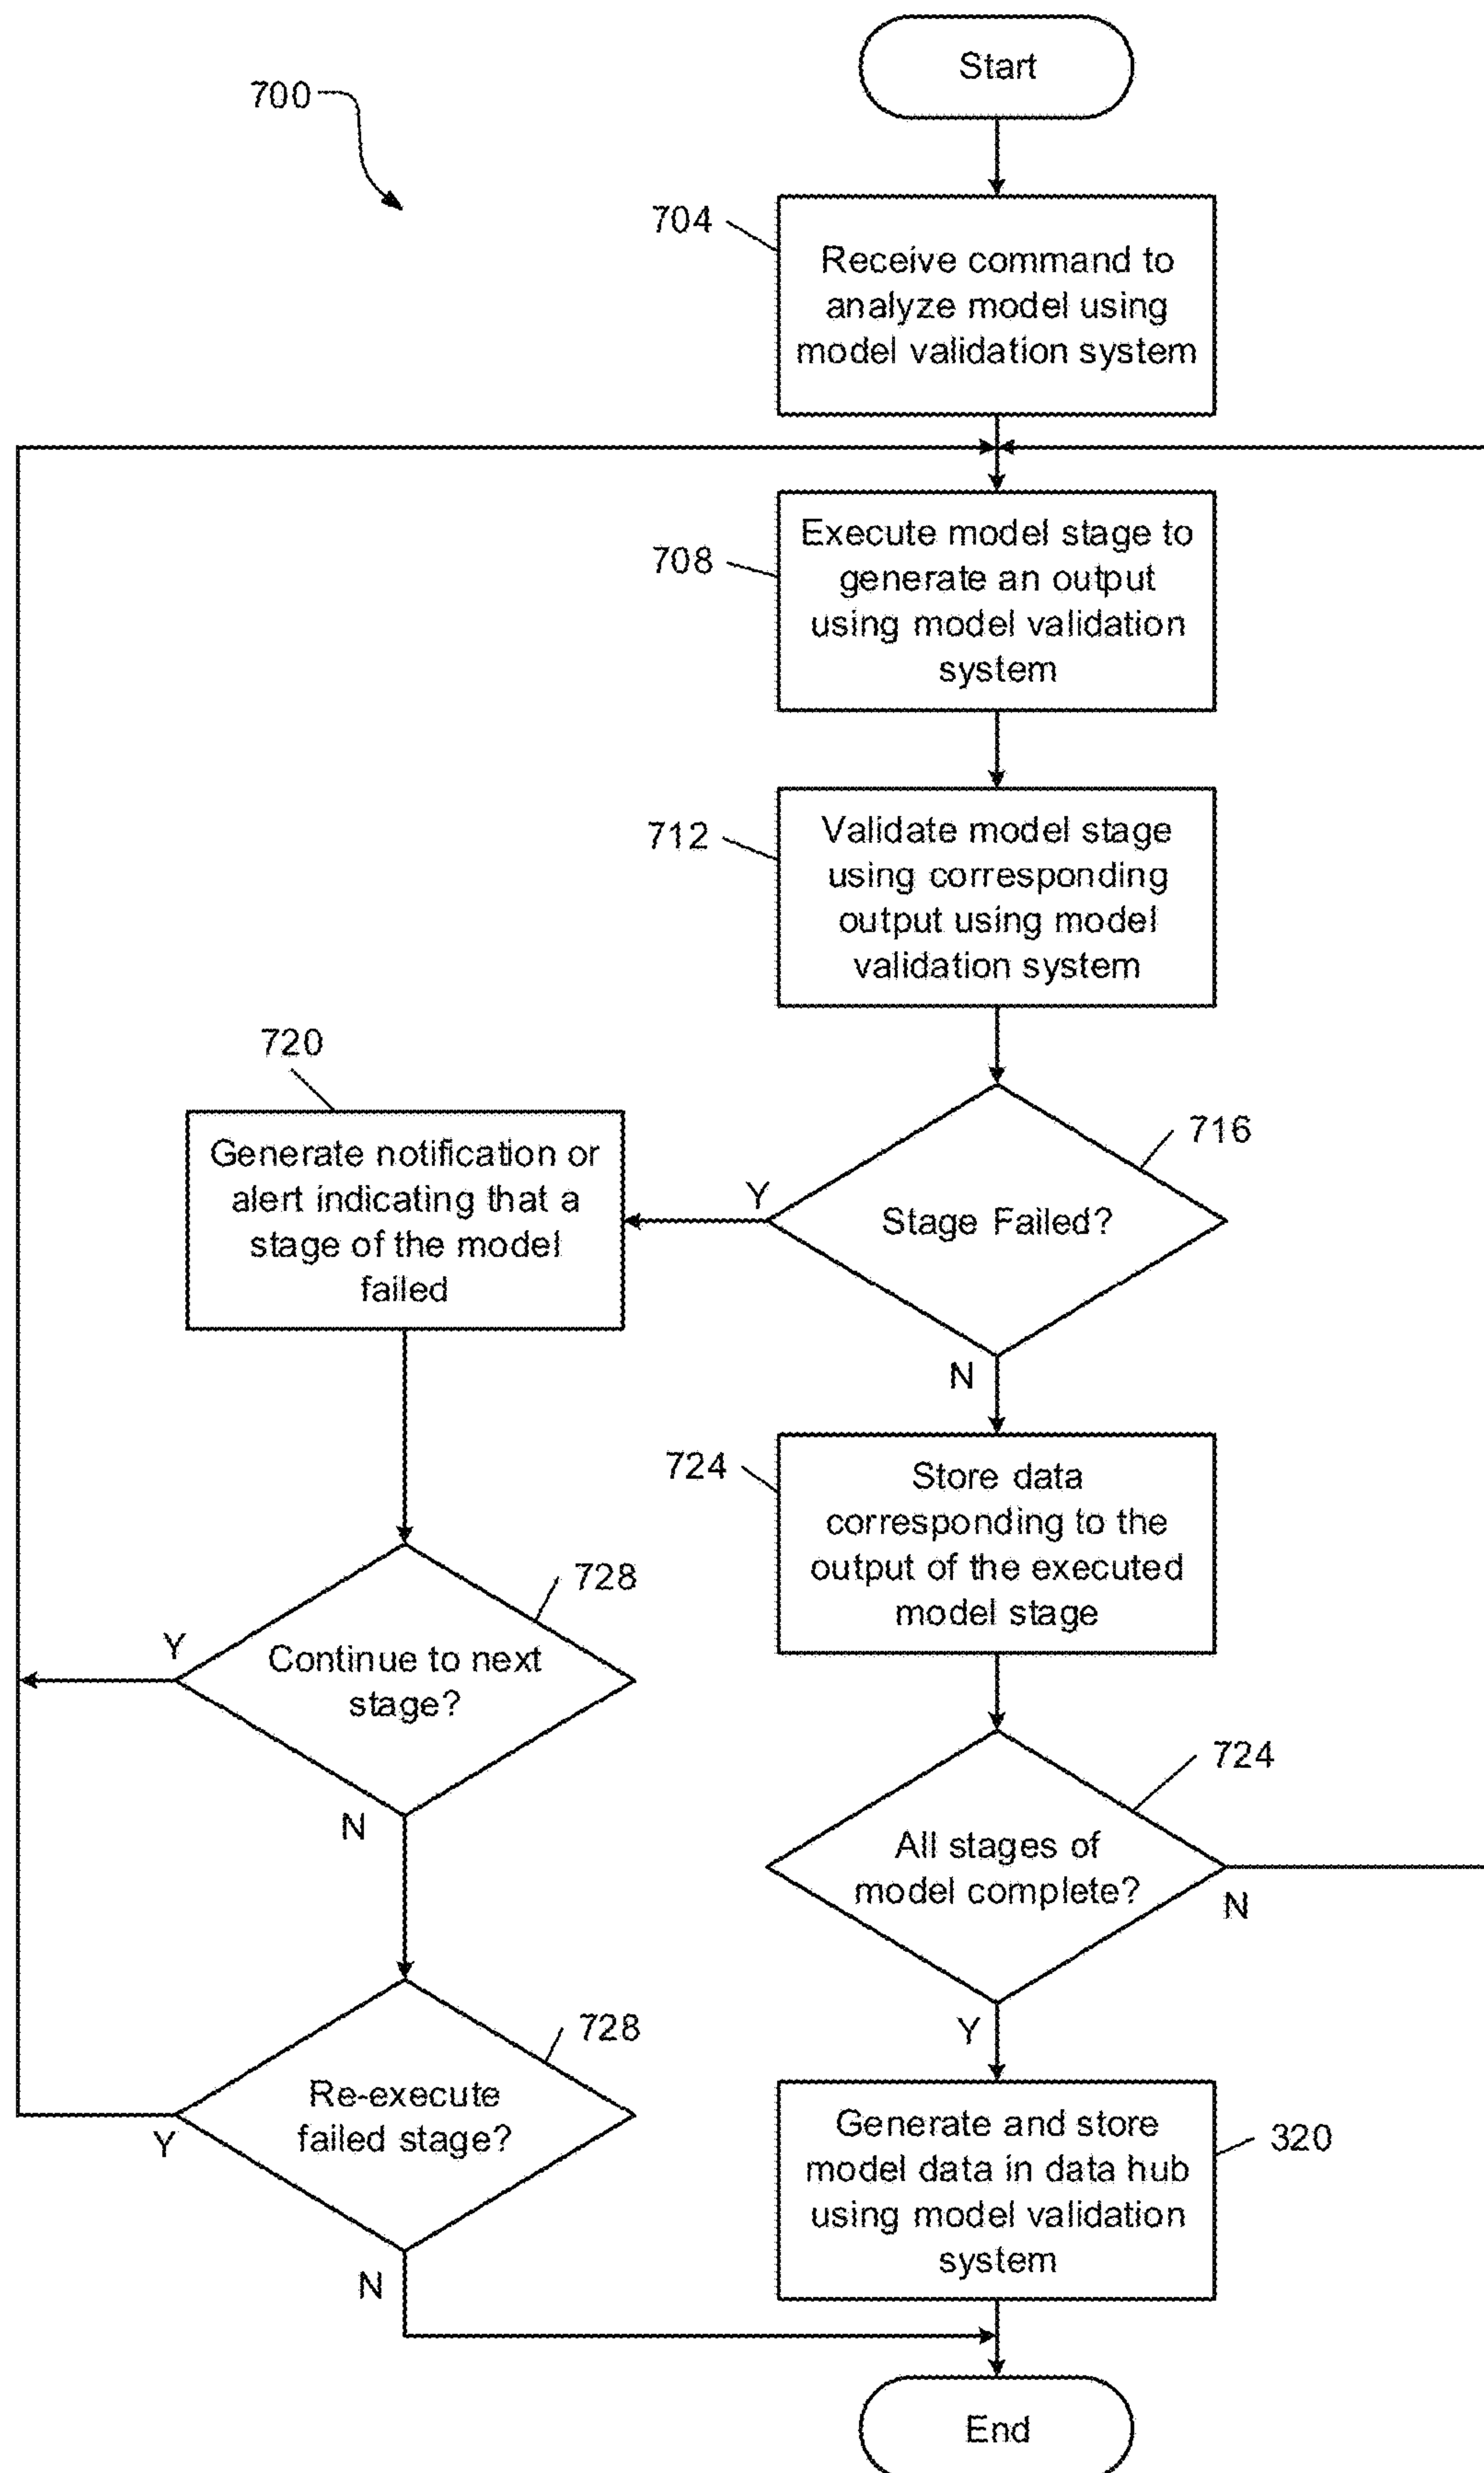 Start
700
704
Receive command to
analyze model using
model validation system
708
Execute model stage to
generate an output
using model validation
system
712
Validate model stage
using corresponding
output using model
validation system
720
Generate notification or
alert indicating that a
stage of the model
failed
716
Stage Failed?
Y
N
724
Store data
corresponding to the
output of the executed
model stage
728
Continue to next
stage?
Y
N
724
All stages of
model complete?
N
Y
728
Re-execute
failed stage?
Y
N
320
Generate and store
model data in data hub
using model validation
system
End